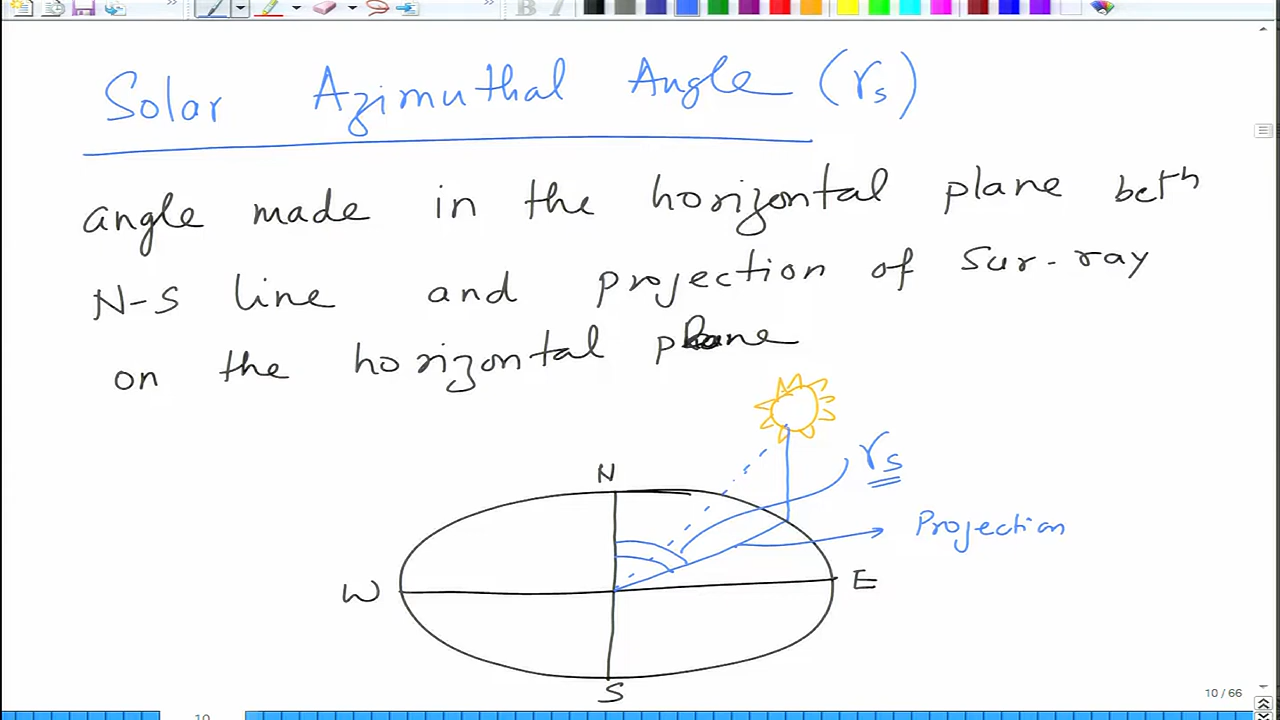 Solar Azimuthal Angle (γs)
angle made in the horizontal plane betⁿ
N-S line and projection of sun-ray
on the horizontal plane
N
γs
Projection
W
E
S
10 / 66
10